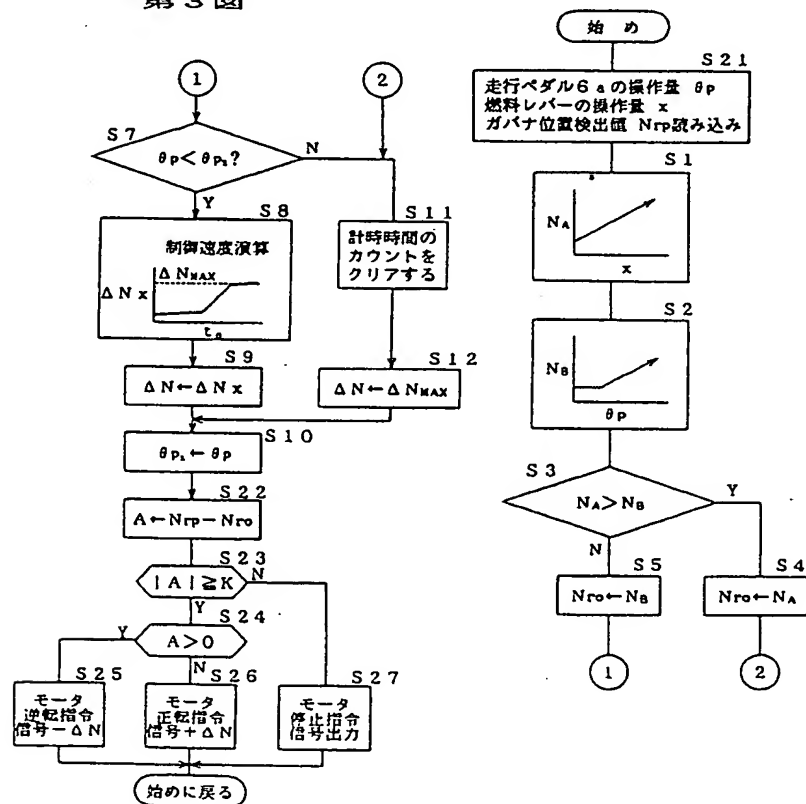 第3図
始め
S21
走行ペダル6aの操作量 θp
燃料レバーの操作量 x
ガバナ位置検出値 Nrp読み込み
S1
NA
x
S2
NB
θp
S3
NA>NB
Y
N
S5
S4
Nro←NB
Nro←NA
1
2
1
2
S7
θp<θp₁?
N
Y
S8
制御速度演算
ΔNMAX
ΔNx
S11
計時時間の
カウントを
クリアする
S9
ΔN←ΔNx
S12
ΔN←ΔNMAX
S10
θp₁←θp
S22
A←Nrp−Nro
S23
|A|≧K
N
Y
S24
A>0
Y
N
S25
モータ
逆転指令
信号−ΔN
S26
モータ
正転指令
信号+ΔN
S27
モータ
停止指令
信号出力
始めに戻る